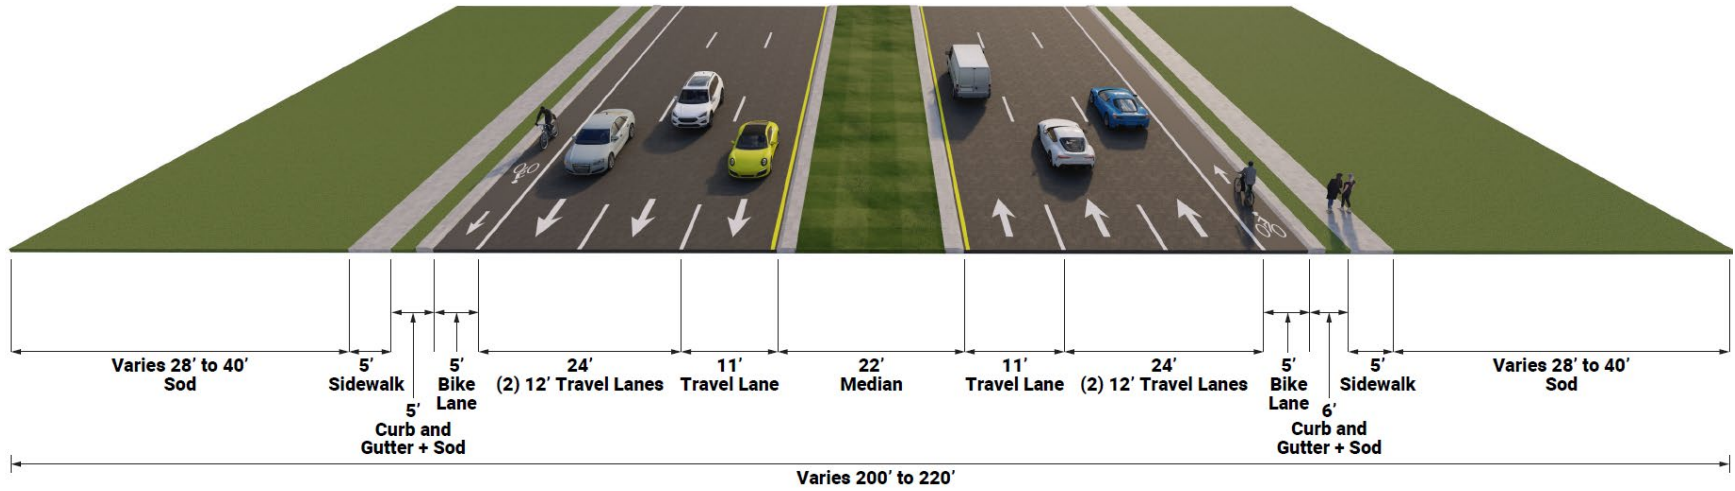 Varies 28' to 40'
Sod
5'
Sidewalk
5'
Curb and
Gutter + Sod
5'
Bike
Lane
24'
(2) 12' Travel Lanes
11'
Travel Lane
22'
Median
11'
Travel Lane
24'
(2) 12' Travel Lanes
5'
Bike
Lane
6'
Curb and
Gutter + Sod
5'
Sidewalk
Varies 28' to 40'
Sod
Varies 200' to 220'